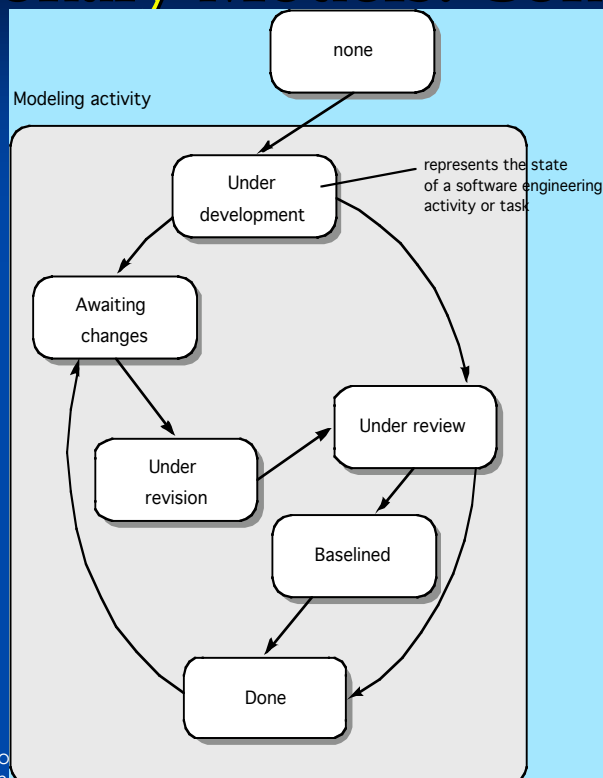 none
Modeling activity
represents the state
of a software engineering
activity or task
Under
development
Awaiting
changes
Under review
Under
revision
Baselined
Done